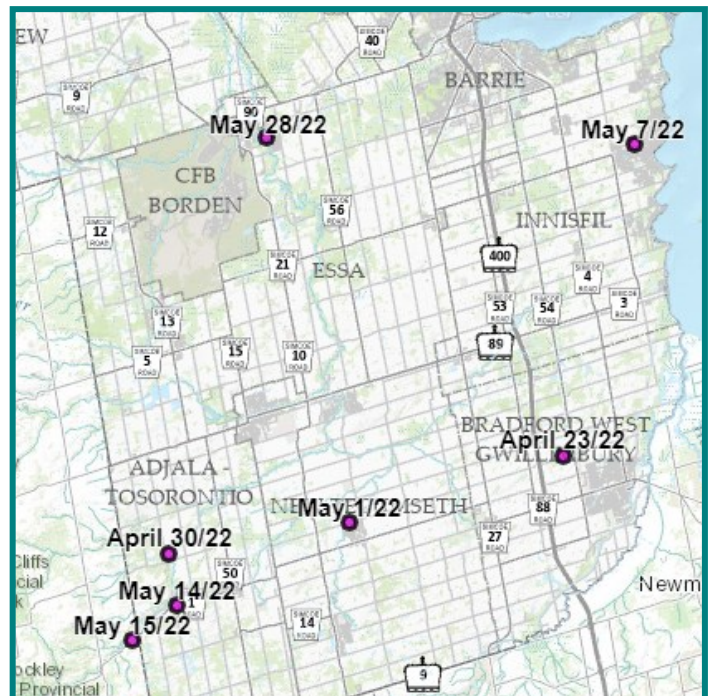 EW
SIMCOE
40
ROAD
BARRIE
SIMCOE
9
ROAD
90
May 28/22
May 7/22
CFB
BORDEN
SIMCOE
56
ROAD
SIMCOE
12
ROAD
INNISFIL
SIMCOE
21
ROAD
ESSA
400
SIMCOE
4
ROAD
SIMCOE
53
ROAD
SIMCOE
54
ROAD
SIMCOE
3
ROAD
SIMCOE
13
ROAD
SIMCOE
5
ROAD
SIMCOE
15
ROAD
SIMCOE
10
ROAD
89
BRADFORD WEST
April 23/22
ADJALA -
TOSORONTIO
May 1/22
SIMCOE
88
ROAD
SIMCOE
27
ROAD
April 30/22
Cliffs
cial
k
50
ROAD
Newm
May 14/22
1
ROAD
May 15/22
SIMCOE
14
ROAD
ockley
Provincial
9